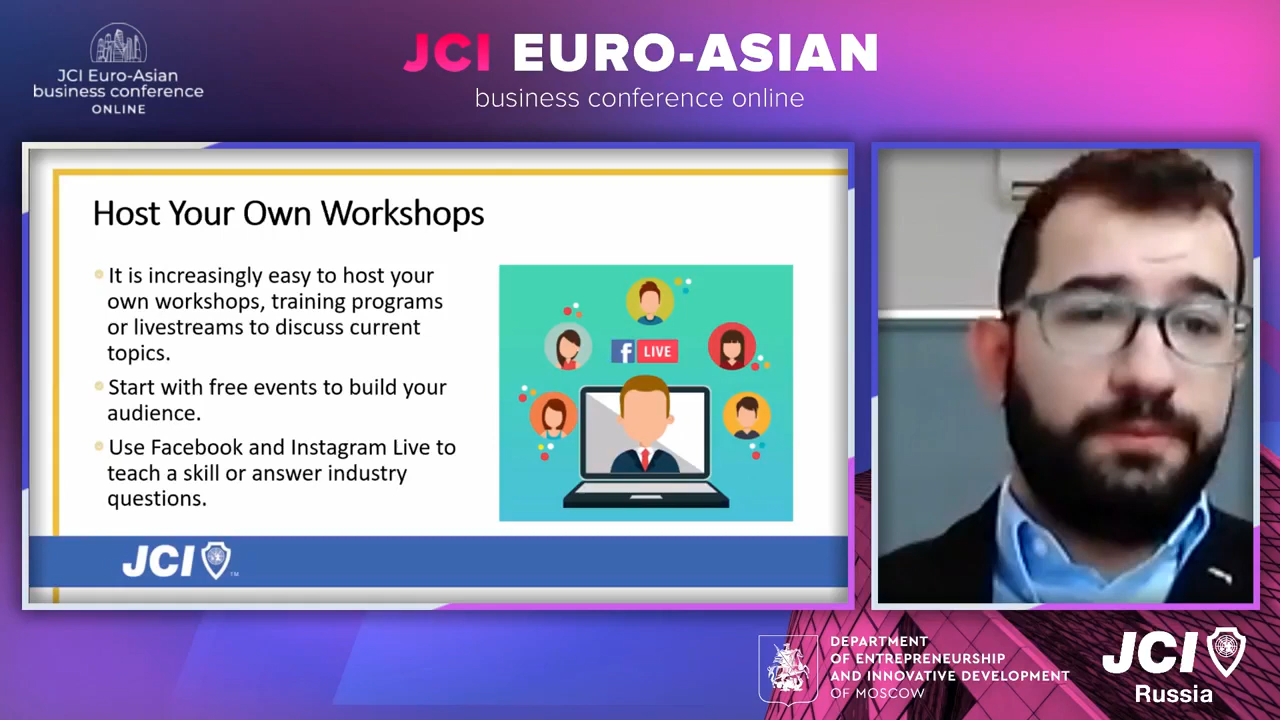 JCI Euro-Asian
business conference
ONLINE
JCI EURO-ASIAN
business conference online
Host Your Own Workshops
It is increasingly easy to host your
own workshops, training programs
or livestreams to discuss current
topics.
Start with free events to build your
audience.
Use Facebook and Instagram Live to
teach a skill or answer industry
questions.
f LIVE
JCI
TM
DEPARTMENT
OF ENTREPRENEURSHIP
AND INNOVATIVE DEVELOPMENT
OF MOSCOW
JCI
Russia